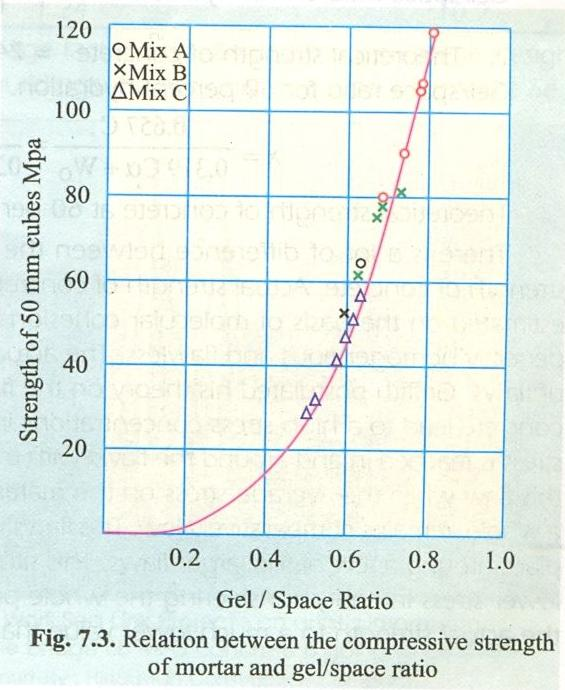 120
100
80
60
40
20
○ Mix A
× Mix B
△ Mix C
Strength of 50 mm cubes Mpa
0.2 0.4 0.6 0.8 1.0
Gel / Space Ratio
Fig. 7.3. Relation between the compressive strength
of mortar and gel/space ratio